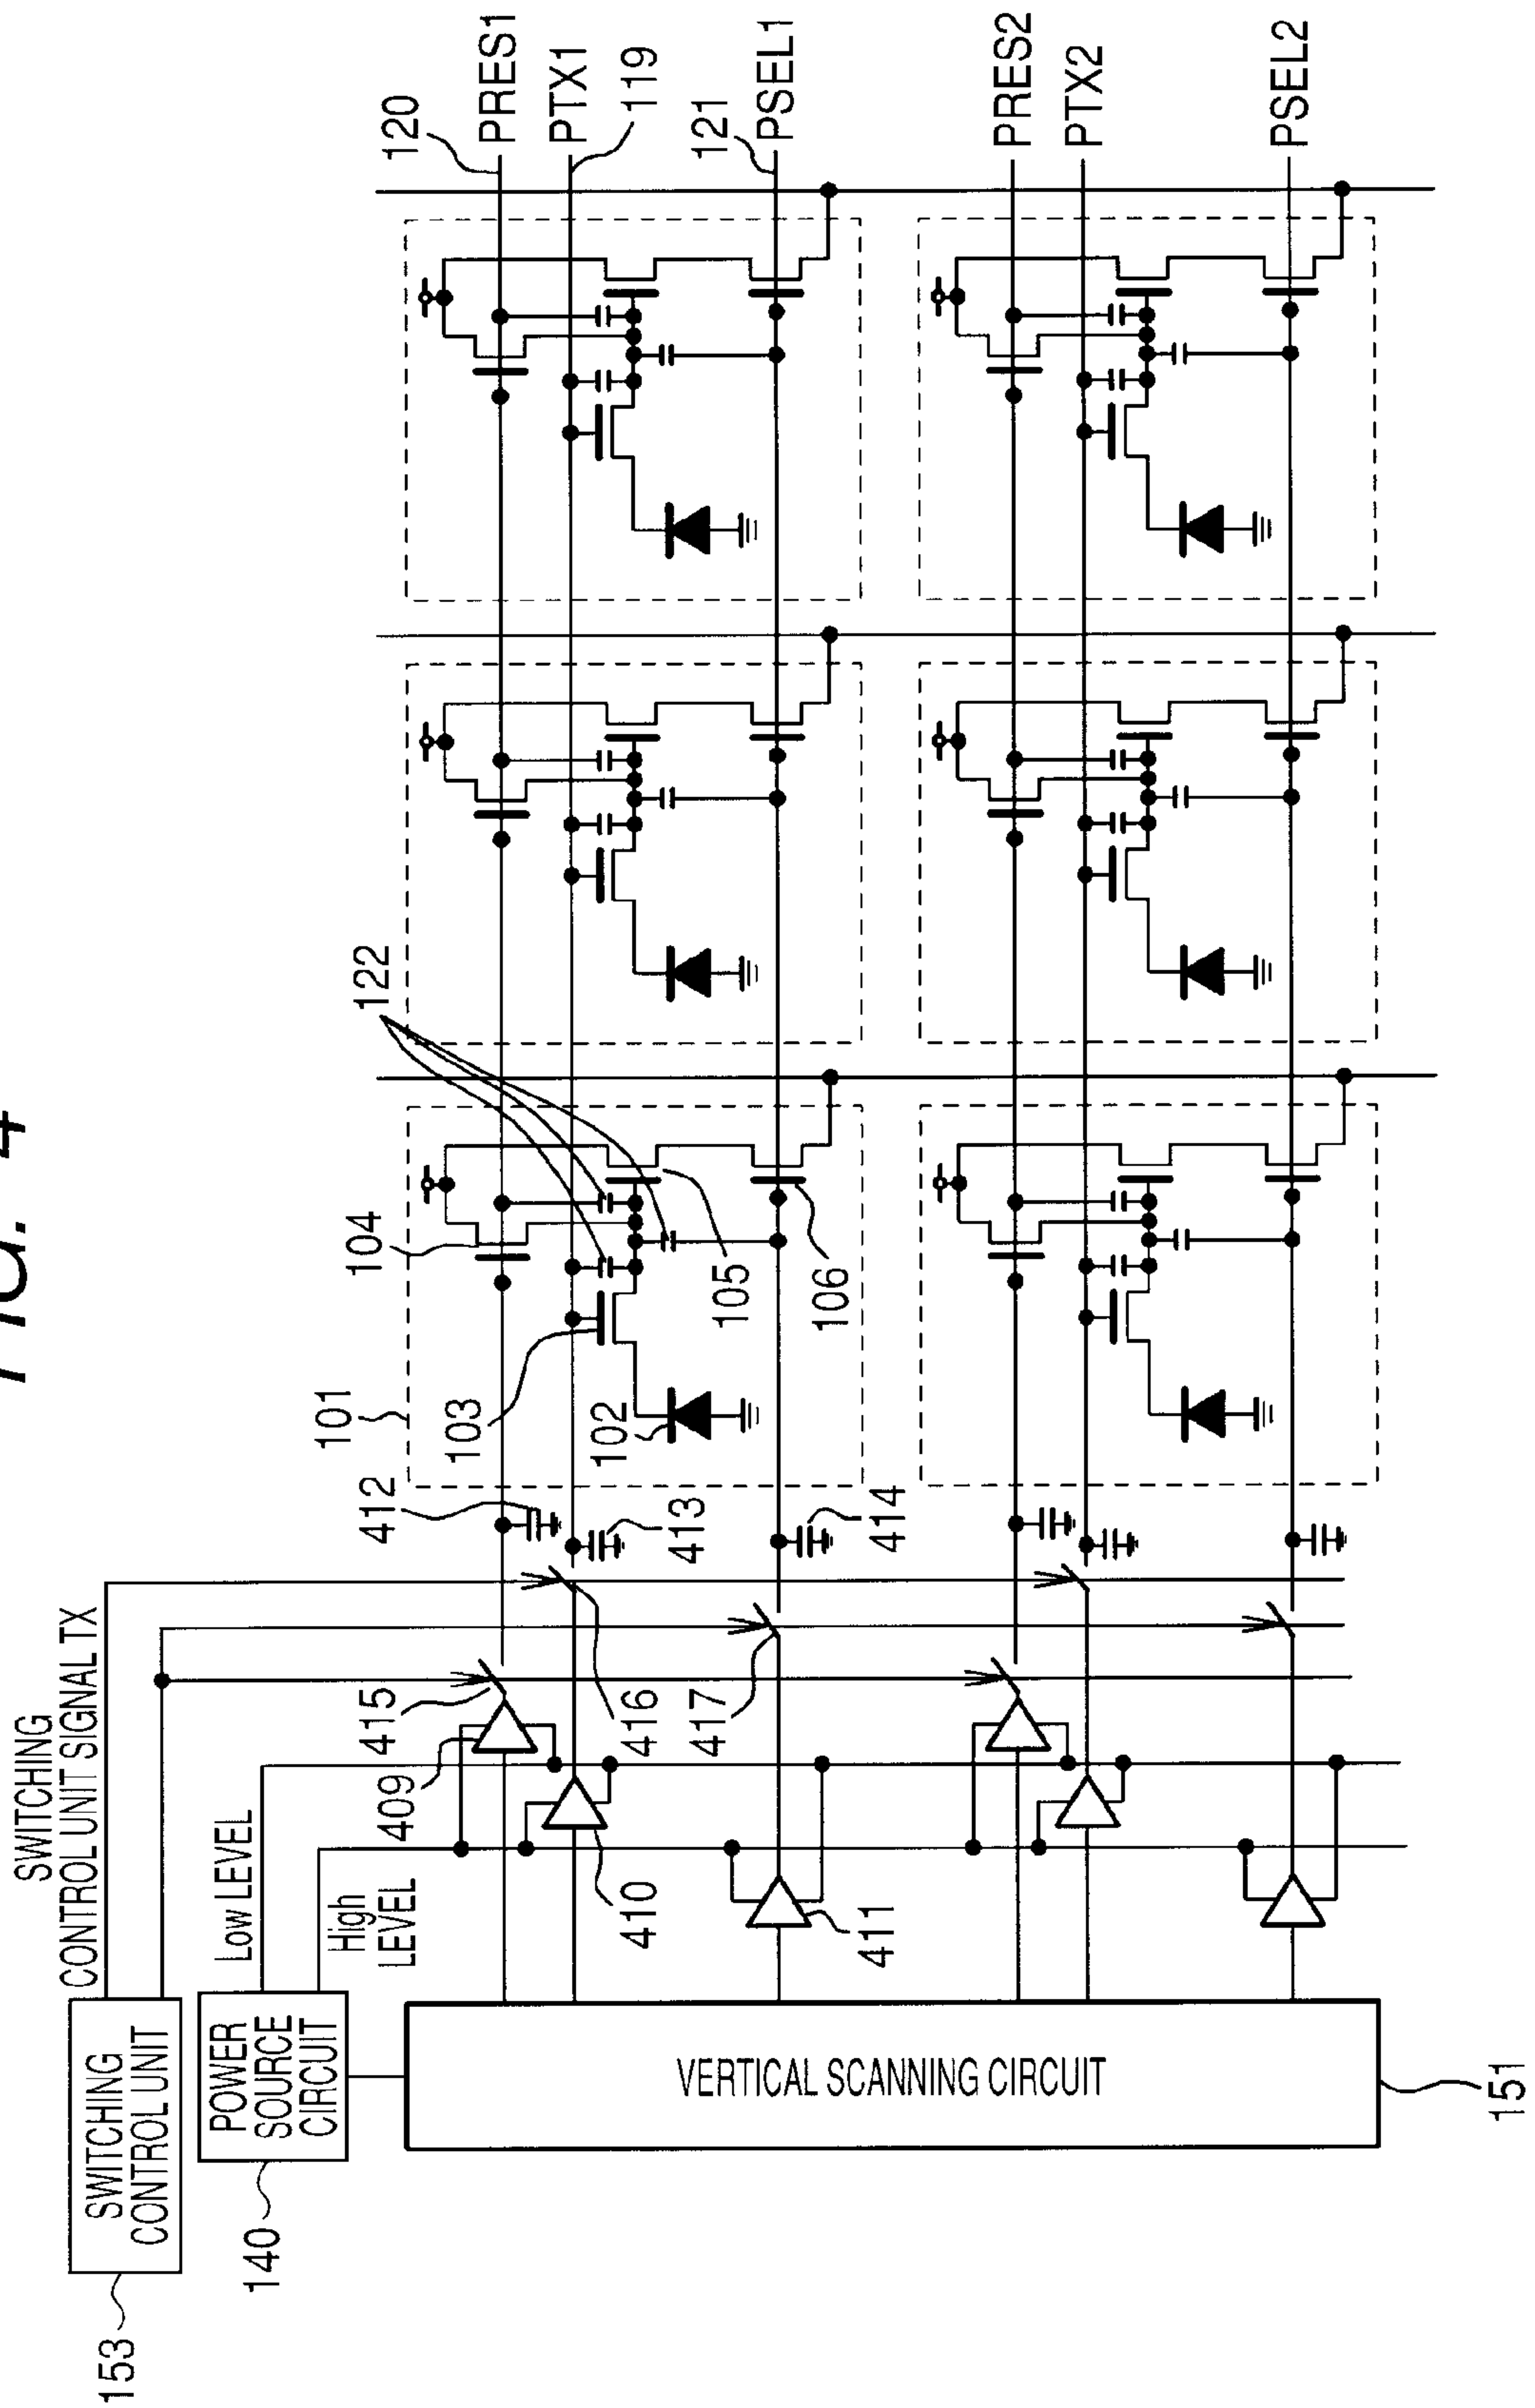 FIG. 4
SWITCHING
CONTROL UNIT SIGNAL TX
153
SWITCHING
CONTROL UNIT
140
POWER
SOURCE
CIRCUIT
Low LEVEL
High
LEVEL
VERTICAL SCANNING CIRCUIT
151
409
410
411
415
416
417
412
413
414
101
102
103
104
105
106
122
120
PRES1
PTX1
119
121
PSEL1
PRES2
PTX2
PSEL2